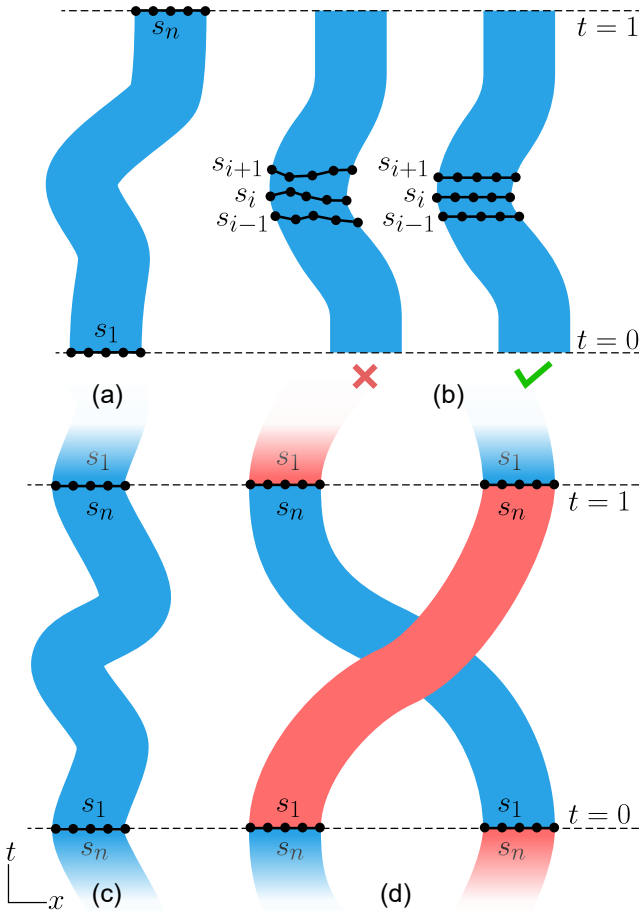 s_n
t = 1
s_{i+1}
s_{i+1}
s_i
s_i
s_{i-1}
s_{i-1}
s_1
t = 0
(a)
(b)
s_1
s_1
s_1
s_n
s_n
s_n
t = 1
s_1
s_1
s_1
t = 0
s_n
s_n
s_n
t
x
(c)
(d)